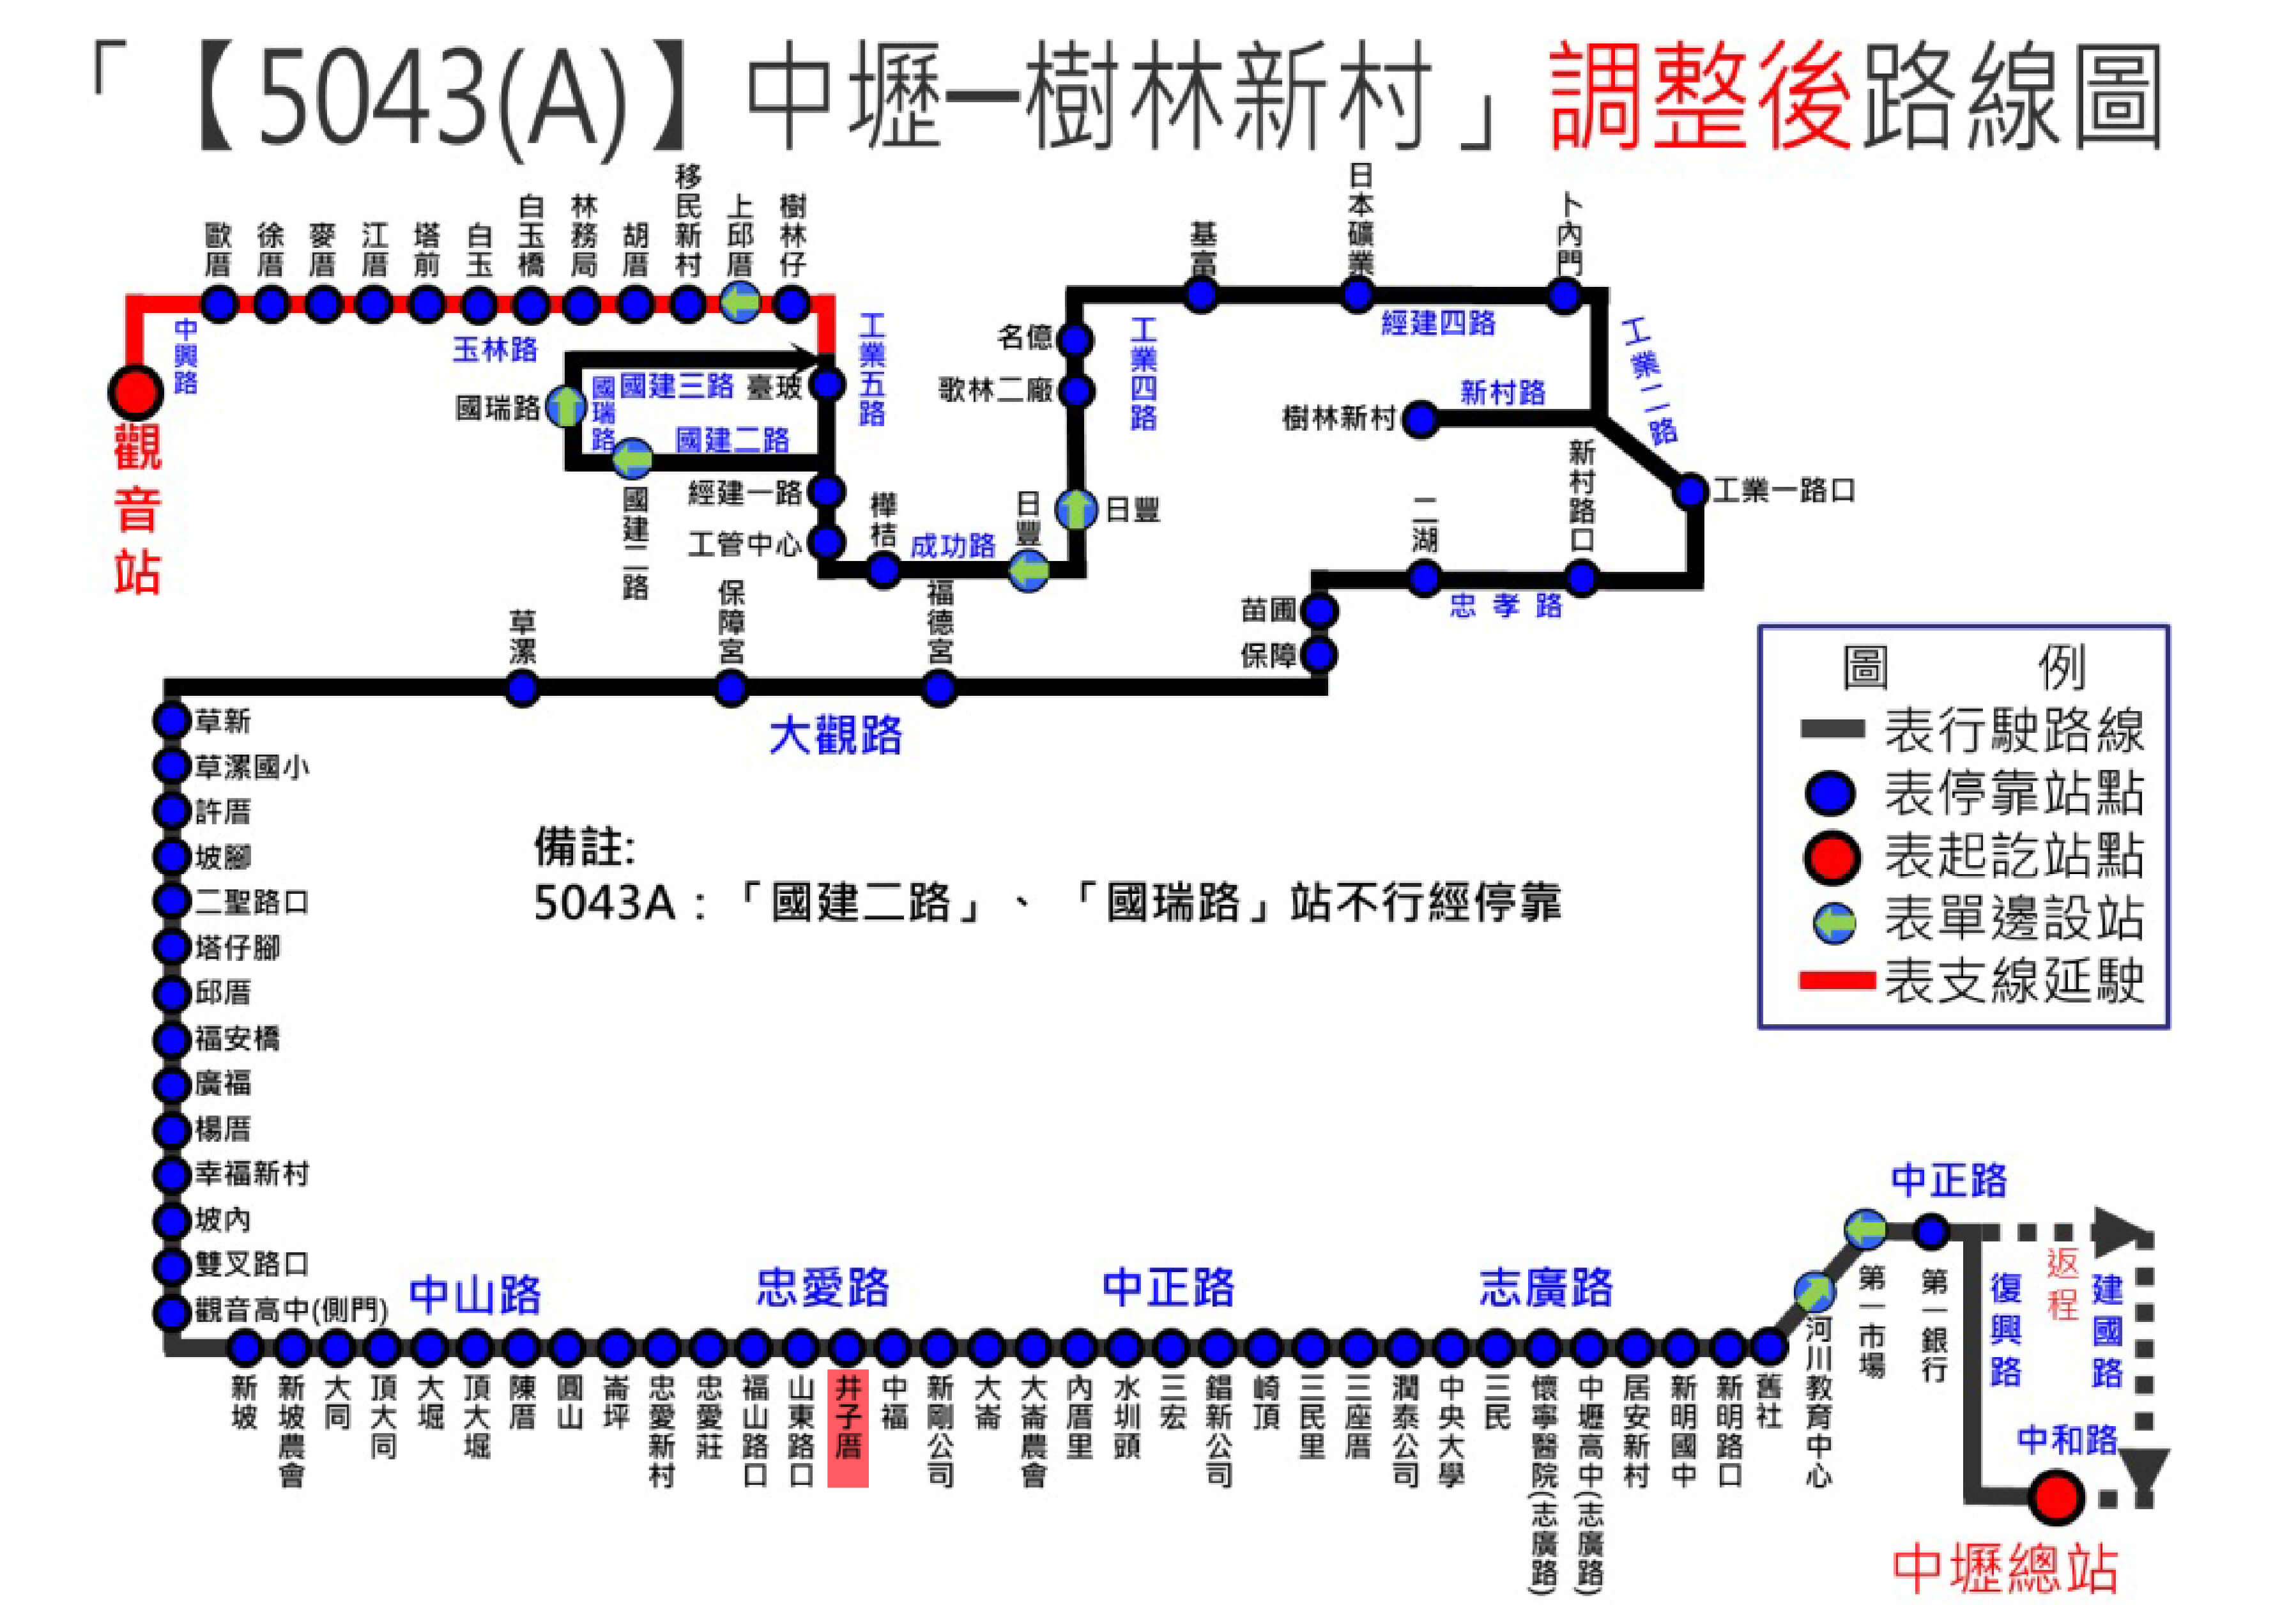 「【5043(A)】中壢─樹林新村」調整後路線圖
歐厝
徐厝
麥厝
江厝
塔前
白玉
白玉橋
林務局
胡厝
移民新村
上邱厝
樹林仔
中興路
玉林路
觀音站
工業五路
國瑞路
國瑞路
國建三路
臺玻
國建二路
國建二路
經建一路
工管中心
樺桔
成功路
日豐
日豐
名億
歌林二廠
工業四路
基富
日本礦業
卜內門
經建四路
工業二路
樹林新村
新村路
工業一路口
新村路口
二湖
忠孝路
苗圃
保障
福德宮
保障宮
草漯
大觀路
草新
草漯國小
許厝
坡腳
二聖路口
塔仔腳
邱厝
福安橋
廣福
楊厝
幸福新村
坡內
雙叉路口
觀音高中(側門)
備註:
5043A：「國建二路」、「國瑞路」站不行經停靠
圖 例
表行駛路線
表停靠站點
表起訖站點
表單邊設站
表支線延駛
中山路
忠愛路
中正路
志廣路
新坡
新坡農會
大同
頂大同
大堀
頂大堀
陳厝
圓山
崙坪
忠愛新村
忠愛莊
福山路口
山東路口
井子厝
中福
新剛公司
大崙
大崙農會
內厝里
水圳頭
三宏
錩新公司
崎頂
三民里
三座厝
潤泰公司
中央大學
三民
懷寧醫院(志廣路)
中壢高中(志廣路)
居安新村
新明國中
新明路口
舊社
河川教育中心
第一市場
第一銀行
中正路
復興路
返程
建國路
中和路
中壢總站